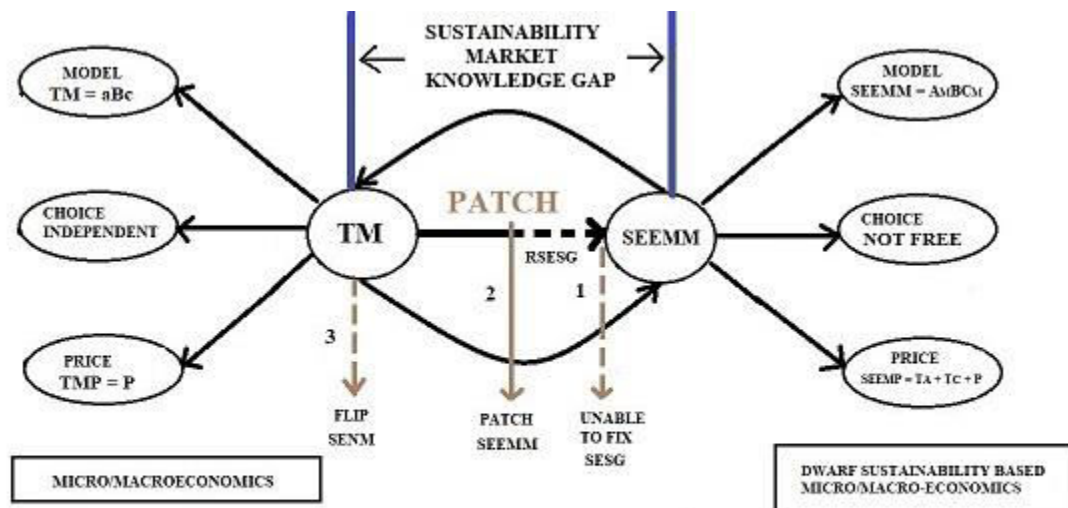 SUSTAINABILITY
MARKET
KNOWLEDGE GAP
MODEL
TM = aBc
MODEL
SEEMM = AMBCM
PATCH
CHOICE
INDEPENDENT
TM
SEEMM
CHOICE
NOT FREE
RSESG
2
1
3
PRICE
TMP = P
PRICE
SEEMP = TA + TC + P
FLIP
SENM
PATCH
SEEMM
UNABLE
TO FIX
SESG
MICRO/MACROECONOMICS
DWARF SUSTAINABILITY BASED
MICRO/MACRO-ECONOMICS